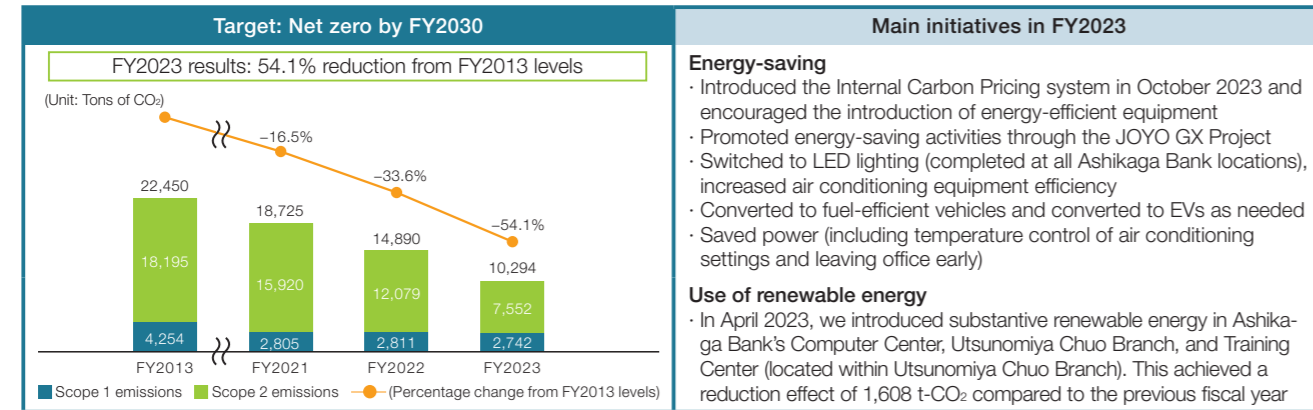 Target: Net zero by FY2030
FY2023 results: 54.1% reduction from FY2013 levels
(Unit: Tons of CO₂)
−16.5%
−33.6%
−54.1%
22,450
18,725
14,890
10,294
18,195
15,920
12,079
7,552
4,254
2,805
2,811
2,742
FY2013
FY2021
FY2022
FY2023
Scope 1 emissions
Scope 2 emissions
(Percentage change from FY2013 levels)
Main initiatives in FY2023
Energy-saving
· Introduced the Internal Carbon Pricing system in October 2023 and
encouraged the introduction of energy-efficient equipment
· Promoted energy-saving activities through the JOYO GX Project
· Switched to LED lighting (completed at all Ashikaga Bank locations),
increased air conditioning equipment efficiency
· Converted to fuel-efficient vehicles and converted to EVs as needed
· Saved power (including temperature control of air conditioning
settings and leaving office early)
Use of renewable energy
· In April 2023, we introduced substantive renewable energy in Ashika-
ga Bank's Computer Center, Utsunomiya Chuo Branch, and Training
Center (located within Utsunomiya Chuo Branch). This achieved a
reduction effect of 1,608 t-CO₂ compared to the previous fiscal year